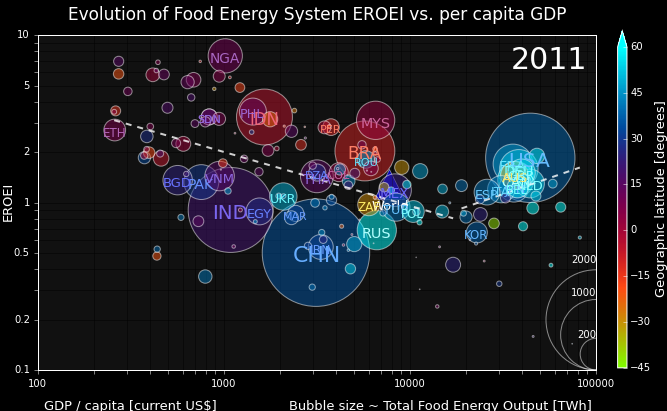 Evolution of Food Energy System EROEI vs. per capita GDP
10
5
2
1
0.5
0.2
0.1
EROEI
2011
NGA
ETH
PHL
IDN
PER
MYS
BRA
ROU
BGD
PAK
VNM
IND
EGY
UKR
MAR
CHN
ZAF
World
POL
RUS
ESP
USA
KOR
2000
1000
200
100
1000
10000
100000
GDP / capita [current US$]
Bubble size ~ Total Food Energy Output [TWh]
60
45
30
15
0
−15
−30
−45
Geographic latitude [degrees]